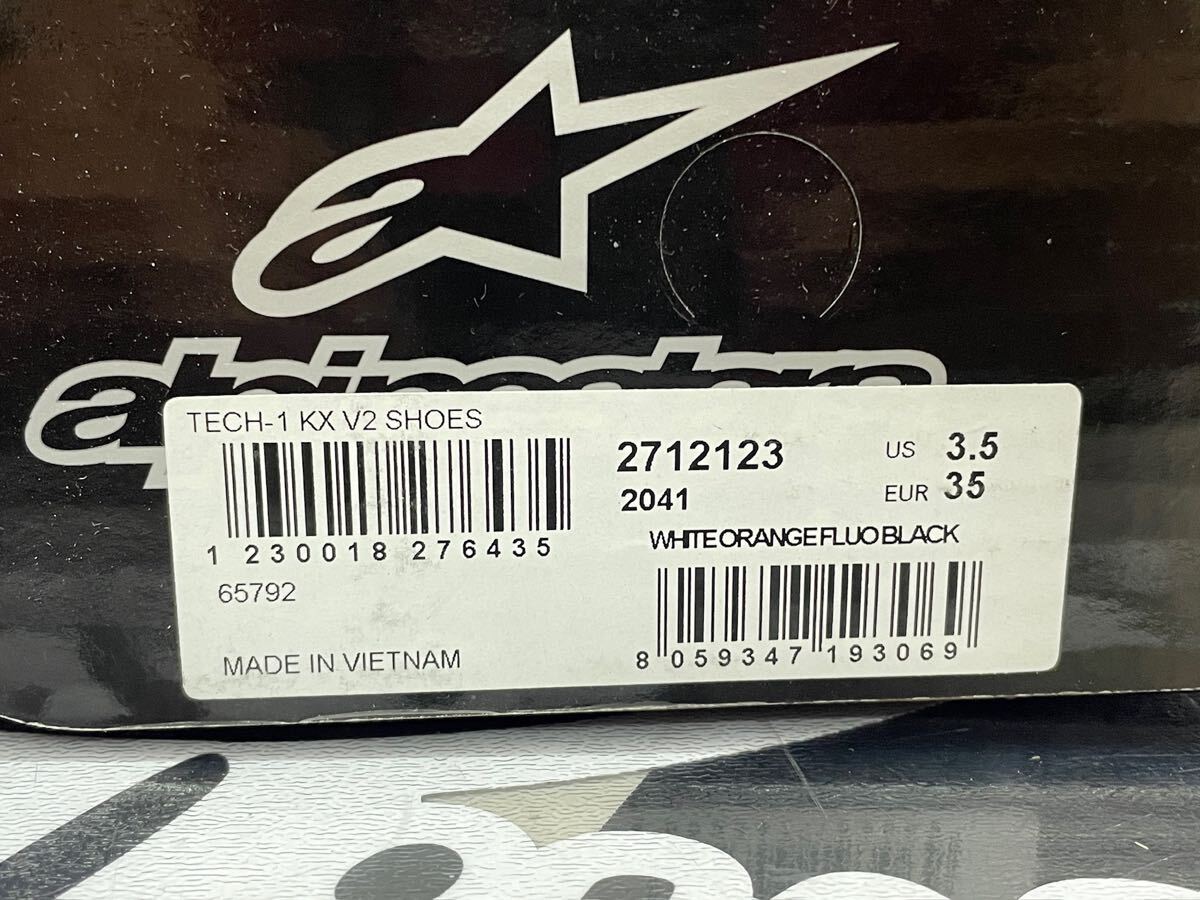 alpinestars
TECH-1 KX V2 SHOES
2712123
2041
US 3.5
EUR 35
WHITE ORANGE FLUO BLACK
1 230018 276435
65792
MADE IN VIETNAM
8 059347 193069